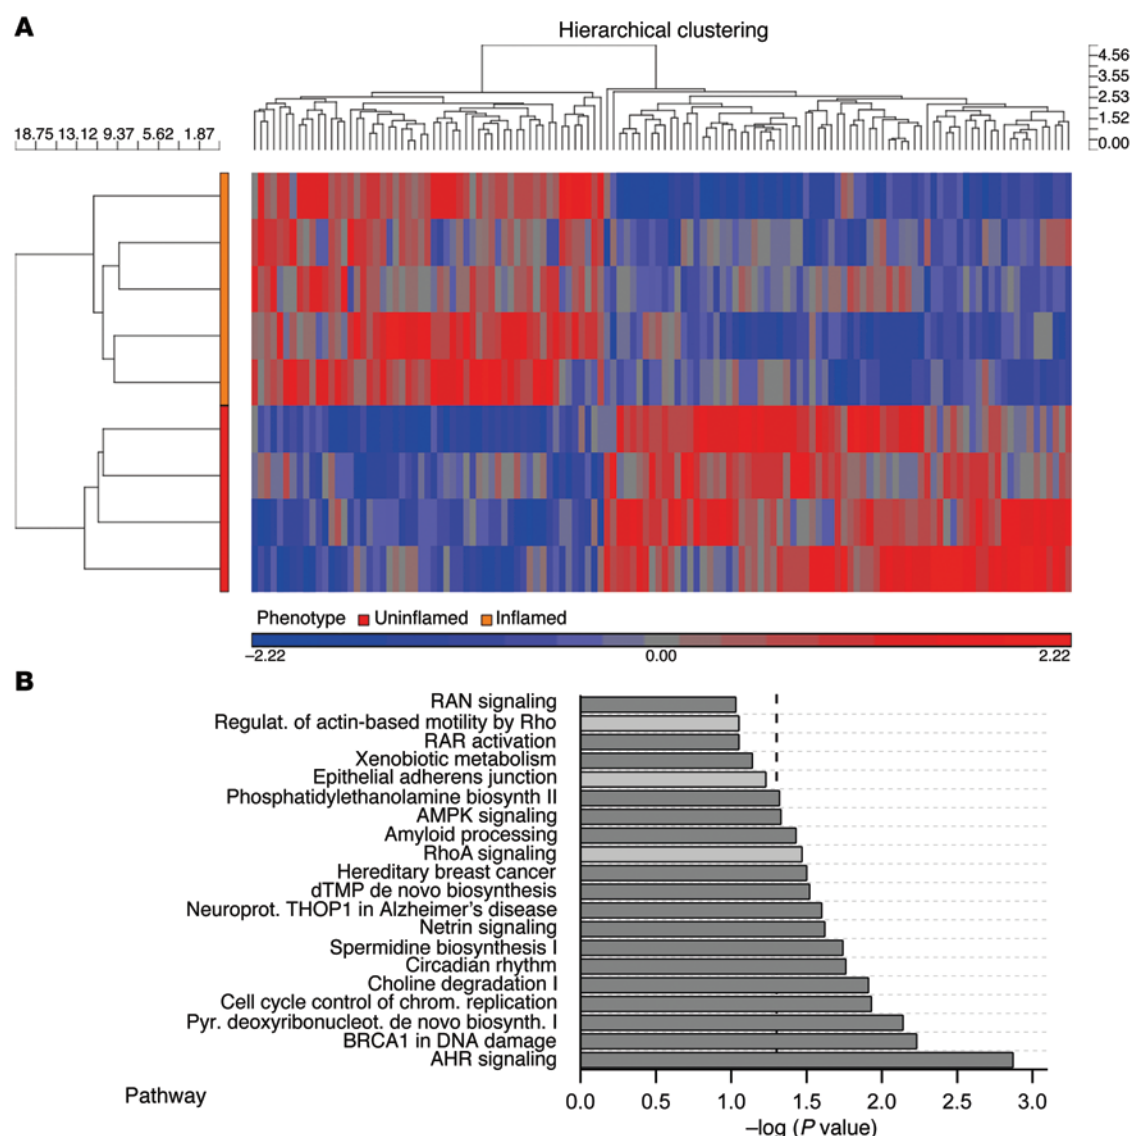 A
Hierarchical clustering
4.56
3.55
2.53
1.52
0.00
18.75 13.12 9.37 5.62 1.87
Phenotype Uninflamed Inflamed
−2.22 0.00 2.22
B
RAN signaling
Regulat. of actin-based motility by Rho
RAR activation
Xenobiotic metabolism
Epithelial adherens junction
Phosphatidylethanolamine biosynth II
AMPK signaling
Amyloid processing
RhoA signaling
Hereditary breast cancer
dTMP de novo biosynthesis
Neuroprot. THOP1 in Alzheimer's disease
Netrin signaling
Spermidine biosynthesis I
Circadian rhythm
Choline degradation I
Cell cycle control of chrom. replication
Pyr. deoxyribonucleot. de novo biosynth. I
BRCA1 in DNA damage
AHR signaling
Pathway
0.0 0.5 1.0 1.5 2.0 2.5 3.0
−log (P value)